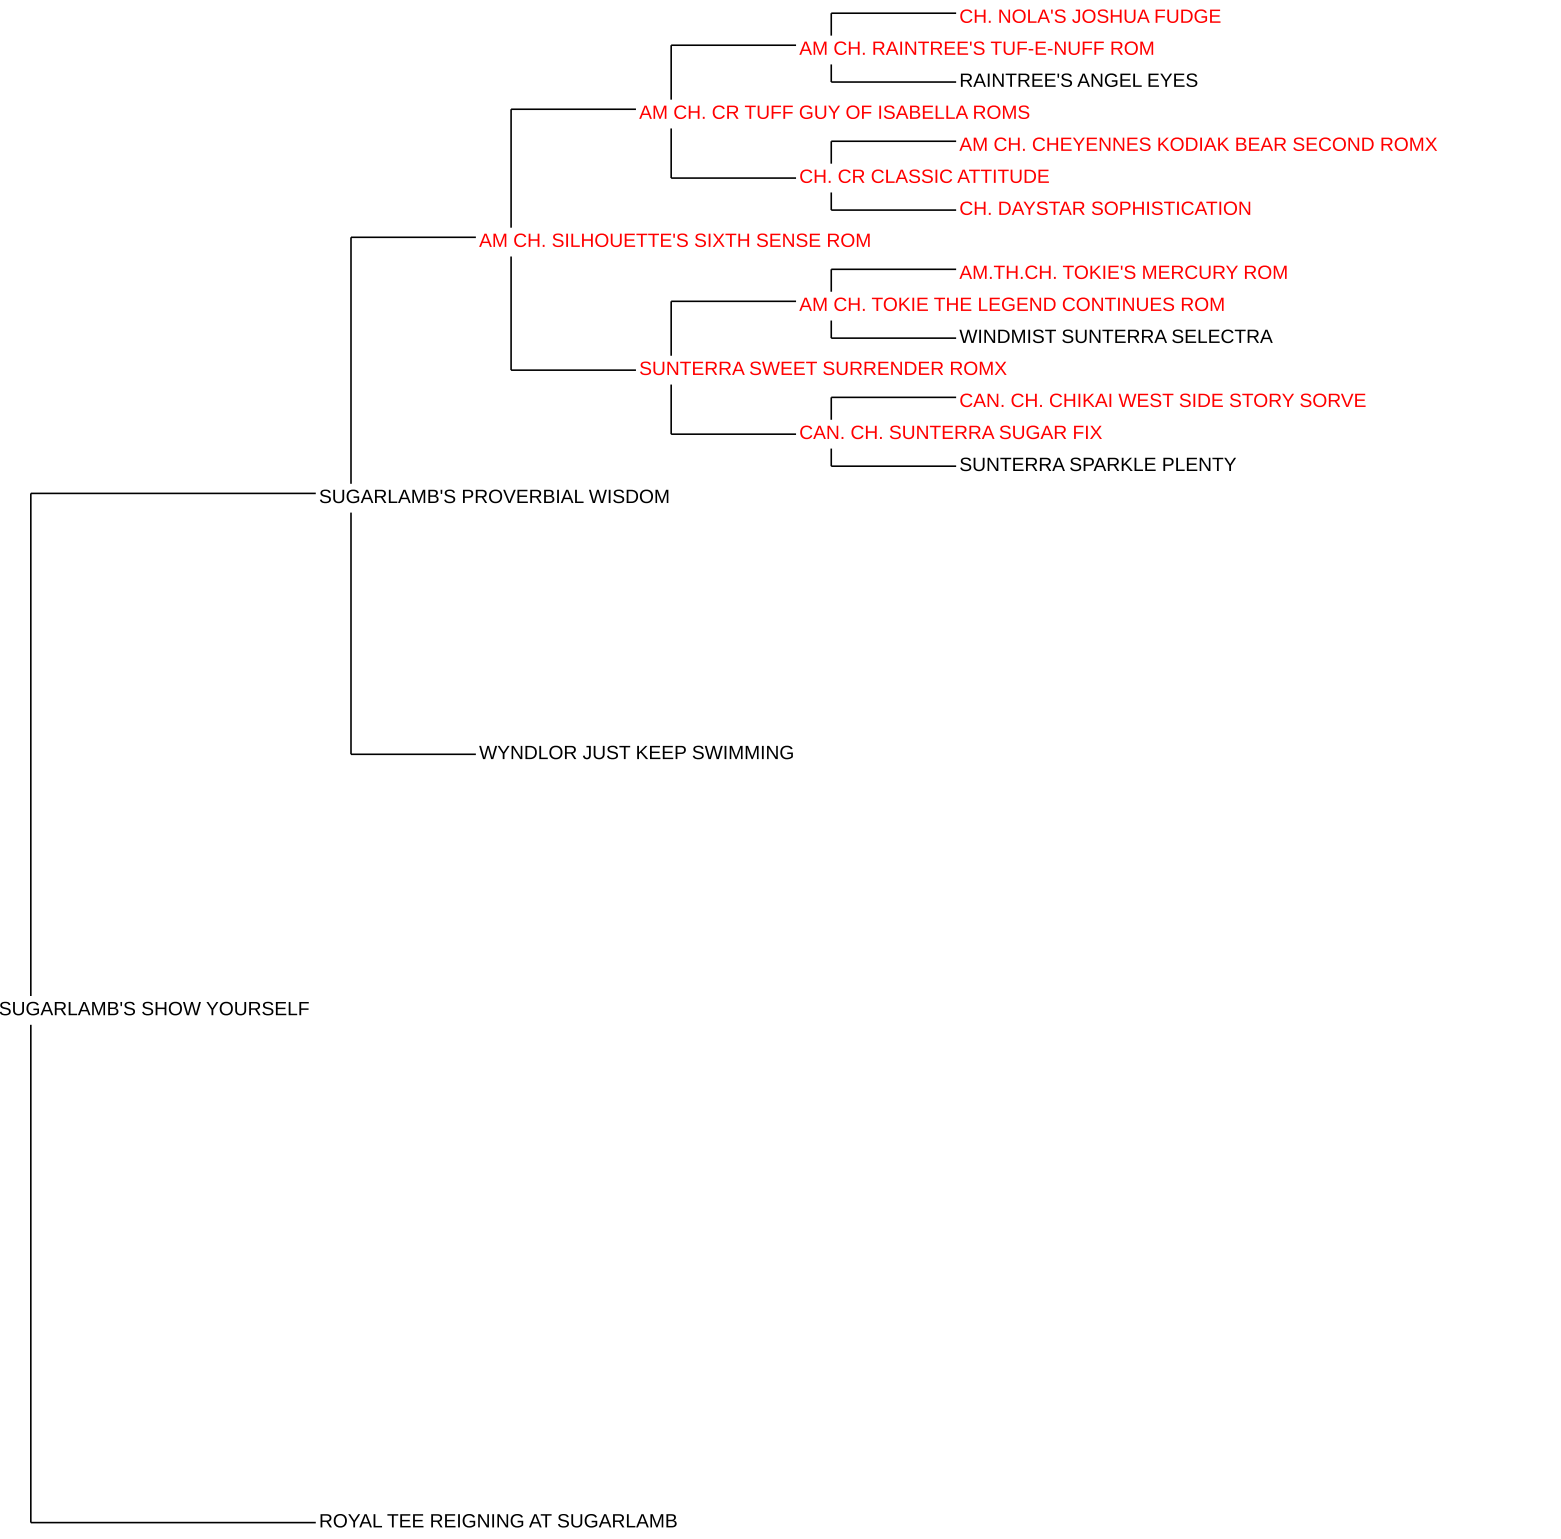 CH. NOLA'S JOSHUA FUDGE
AM CH. RAINTREE'S TUF-E-NUFF ROM
RAINTREE'S ANGEL EYES
AM CH. CR TUFF GUY OF ISABELLA ROMS
AM CH. CHEYENNES KODIAK BEAR SECOND ROMX
CH. CR CLASSIC ATTITUDE
CH. DAYSTAR SOPHISTICATION
AM CH. SILHOUETTE'S SIXTH SENSE ROM
AM.TH.CH. TOKIE'S MERCURY ROM
AM CH. TOKIE THE LEGEND CONTINUES ROM
WINDMIST SUNTERRA SELECTRA
SUNTERRA SWEET SURRENDER ROMX
CAN. CH. CHIKAI WEST SIDE STORY SORVE
CAN. CH. SUNTERRA SUGAR FIX
SUNTERRA SPARKLE PLENTY
SUGARLAMB'S PROVERBIAL WISDOM
WYNDLOR JUST KEEP SWIMMING
SUGARLAMB'S SHOW YOURSELF
ROYAL TEE REIGNING AT SUGARLAMB